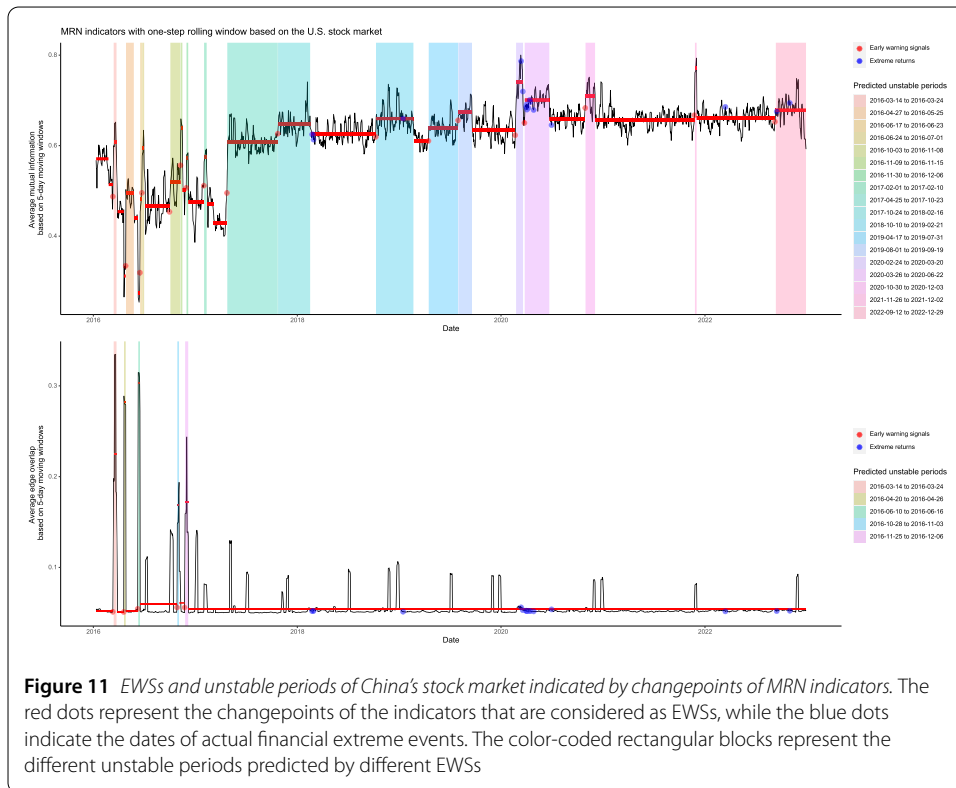 MRN indicators with one-step rolling window based on the U.S. stock market
0.8
0.6
0.4
Average mutual information
based on 5-day moving windows
2016
2018
2020
2022
Date
Early warning signals
Extreme returns
Predicted unstable periods
2016-03-14 to 2016-03-24
2016-04-27 to 2016-05-25
2016-06-17 to 2016-06-23
2016-06-24 to 2016-07-01
2016-10-03 to 2016-11-08
2016-11-09 to 2016-11-15
2016-11-30 to 2016-12-06
2017-02-01 to 2017-02-10
2017-04-25 to 2017-10-23
2017-10-24 to 2018-02-16
2018-10-10 to 2019-02-21
2019-04-17 to 2019-07-31
2019-08-01 to 2019-09-19
2020-02-24 to 2020-03-20
2020-03-26 to 2020-06-22
2020-10-30 to 2020-12-03
2021-11-26 to 2021-12-02
2022-09-12 to 2022-12-29
0.3
0.2
0.1
Average edge overlap
based on 5-day moving windows
2016
2018
2020
2022
Date
Early warning signals
Extreme returns
Predicted unstable periods
2016-03-14 to 2016-03-24
2016-04-20 to 2016-04-26
2016-06-10 to 2016-06-16
2016-10-28 to 2016-11-03
2016-11-25 to 2016-12-06
Figure 11 EWSs and unstable periods of China's stock market indicated by changepoints of MRN indicators. The
red dots represent the changepoints of the indicators that are considered as EWSs, while the blue dots
indicate the dates of actual financial extreme events. The color-coded rectangular blocks represent the
different unstable periods predicted by different EWSs